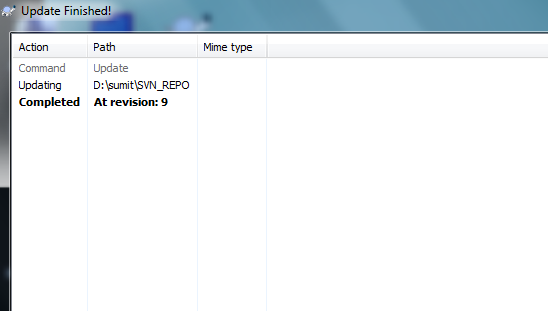 Update Finished!
Action Path Mime type
Command Update
Updating D:\sumit\SVN_REPO
Completed At revision: 9